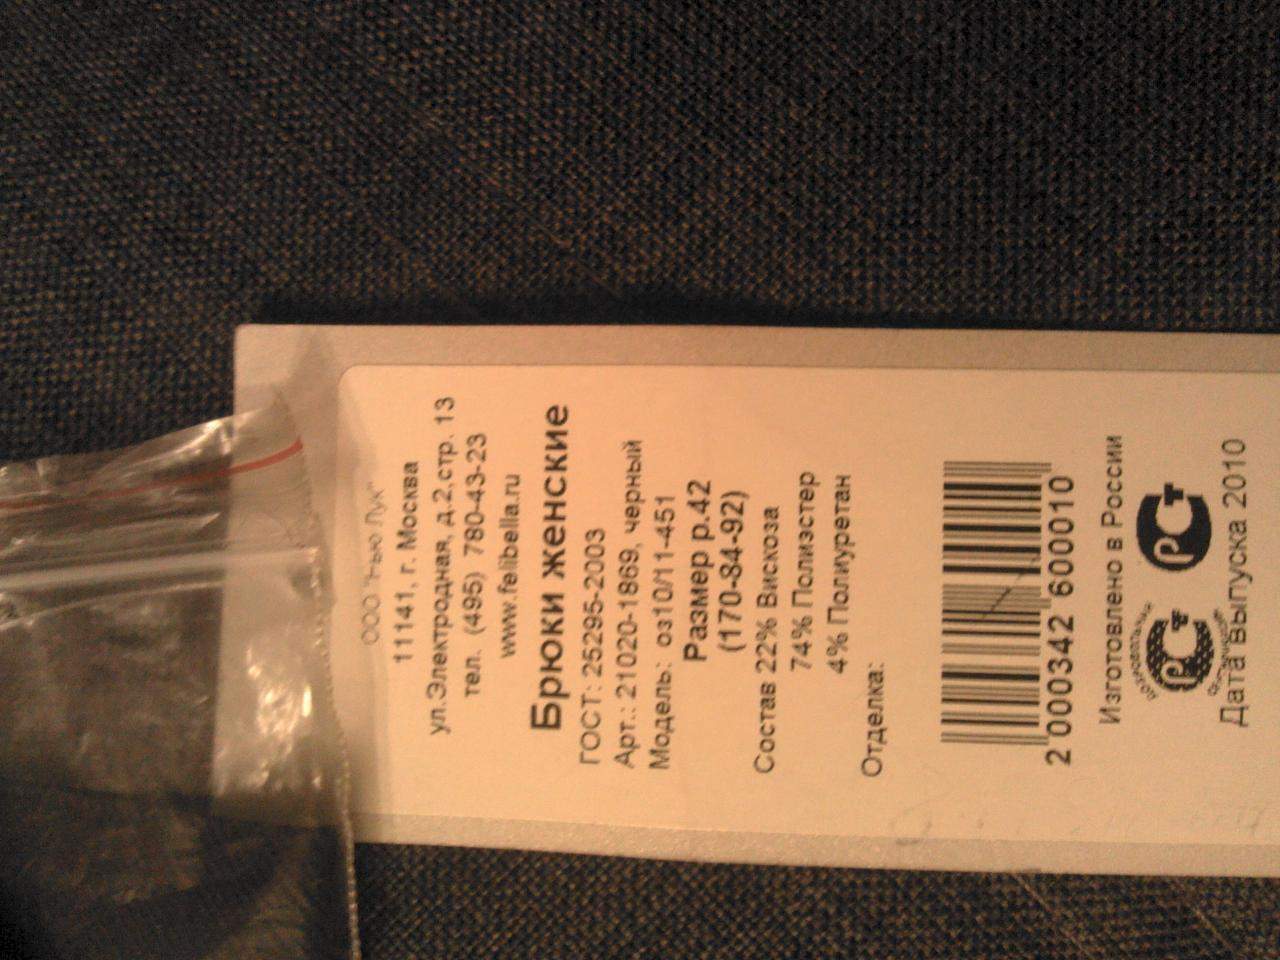 ООО "Нью Лук"
11141, г. Москва
ул.Электродная, д.2,стр. 13
тел. (495) 780-43-23
www.felibella.ru
Брюки женские
ГОСТ: 25295-2003
Арт.: 21020-1869, черный
Модель: оз10/11-451
Размер р.42
(170-84-92)
Состав 22% Вискоза
74% Полиэстер
4% Полиуретан
Отделка:
2 000342 600010
Изготовлено в России
РСТ РСТ
Дата выпуска 2010